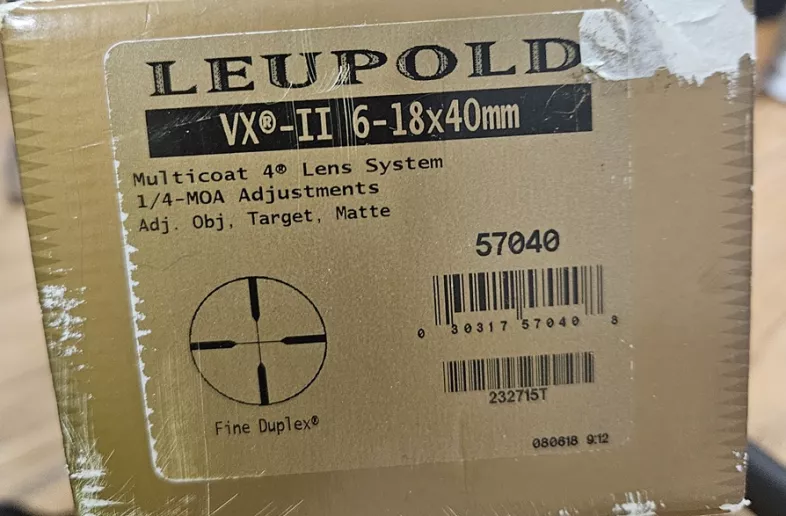 LEUPOLD
VX®-II 6-18x40mm
Multicoat 4® Lens System
1/4-MOA Adjustments
Adj. Obj, Target, Matte
57040
0 30317 57040 8
232715T
Fine Duplex®
080618 9:12